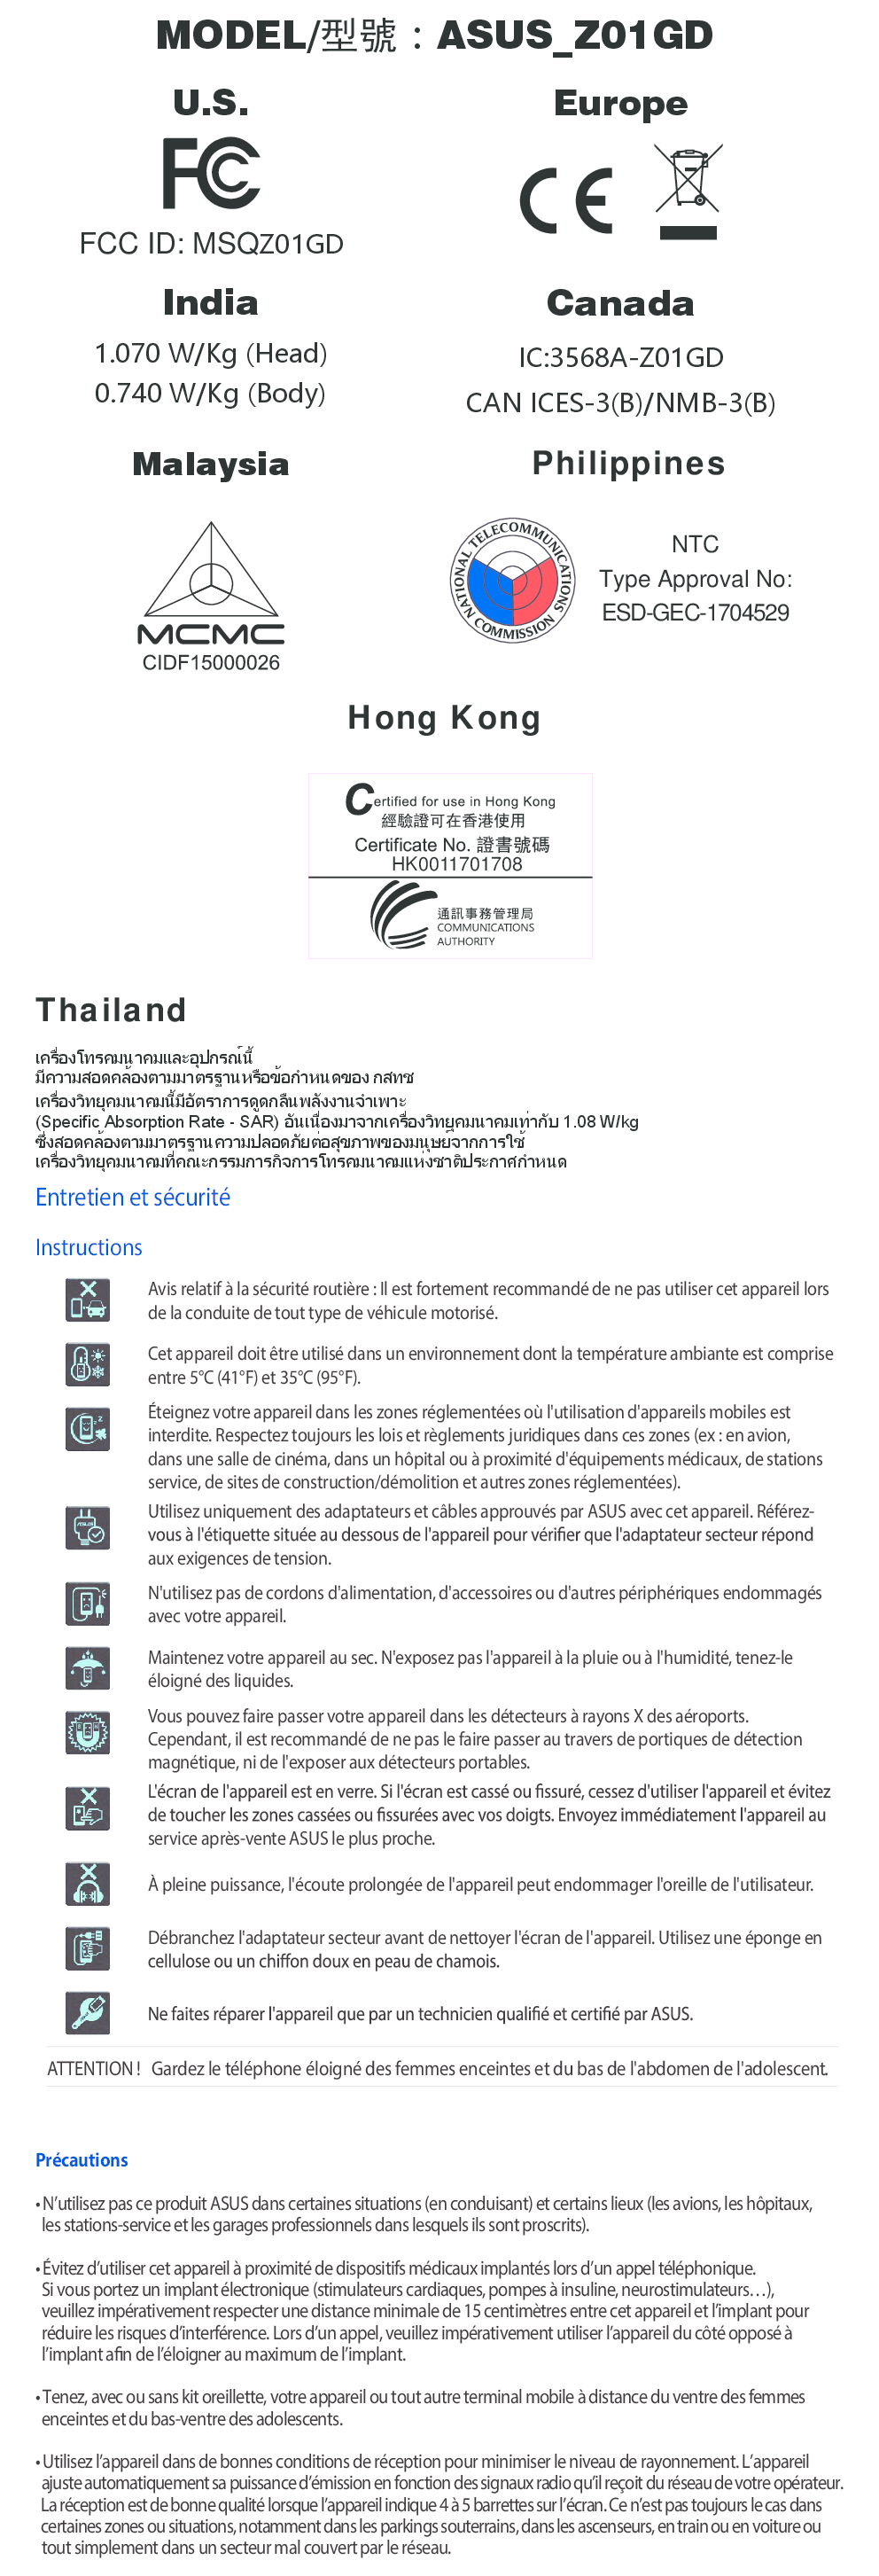 MODEL/型號：ASUS_Z01GD
U.S.
FC
FCC ID: MSQZ01GD
Europe
CE
India
1.070 W/Kg (Head)
0.740 W/Kg (Body)
Canada
IC:3568A-Z01GD
CAN ICES-3(B)/NMB-3(B)
Malaysia
MCMC
CIDF15000026
Philippines
NATIONAL TELECOMMUNICATIONS COMMISSION
NTC
Type Approval No:
ESD-GEC-1704529
Hong Kong
Certified for use in Hong Kong
經驗證可在香港使用
Certificate No. 證書號碼
HK0011701708
通訊事務管理局
COMMUNICATIONS
AUTHORITY
Thailand
เครื่องโทรคมนาคมและอุปกรณ์นี้
มีความสอดคล้องตามมาตรฐานหรือข้อกำหนดของ กสทช
เครื่องวิทยุคมนาคมนี้มีอัตราการดูดกลืนพลังงานจำเพาะ
(Specific Absorption Rate - SAR) อันเนื่องมาจากเครื่องวิทยุคมนาคมเท่ากับ 1.08 W/kg
ซึ่งสอดคล้องตามมาตรฐานความปลอดภัยต่อสุขภาพของมนุษย์จากการใช้
เครื่องวิทยุคมนาคมที่คณะกรรมการกิจการโทรคมนาคมแห่งชาติประกาศกำหนด
Entretien et sécurité
Instructions
Avis relatif à la sécurité routière : Il est fortement recommandé de ne pas utiliser cet appareil lors
de la conduite de tout type de véhicule motorisé.
Cet appareil doit être utilisé dans un environnement dont la température ambiante est comprise
entre 5°C (41°F) et 35°C (95°F).
Éteignez votre appareil dans les zones réglementées où l'utilisation d'appareils mobiles est
interdite. Respectez toujours les lois et règlements juridiques dans ces zones (ex : en avion,
dans une salle de cinéma, dans un hôpital ou à proximité d'équipements médicaux, de stations
service, de sites de construction/démolition et autres zones réglementées).
Utilisez uniquement des adaptateurs et câbles approuvés par ASUS avec cet appareil. Référez-
vous à l'étiquette située au dessous de l'appareil pour vérifier que l'adaptateur secteur répond
aux exigences de tension.
N'utilisez pas de cordons d'alimentation, d'accessoires ou d'autres périphériques endommagés
avec votre appareil.
Maintenez votre appareil au sec. N'exposez pas l'appareil à la pluie ou à l'humidité, tenez-le
éloigné des liquides.
Vous pouvez faire passer votre appareil dans les détecteurs à rayons X des aéroports.
Cependant, il est recommandé de ne pas le faire passer au travers de portiques de détection
magnétique, ni de l'exposer aux détecteurs portables.
L'écran de l'appareil est en verre. Si l'écran est cassé ou fissuré, cessez d'utiliser l'appareil et évitez
de toucher les zones cassées ou fissurées avec vos doigts. Envoyez immédiatement l'appareil au
service après-vente ASUS le plus proche.
À pleine puissance, l'écoute prolongée de l'appareil peut endommager l'oreille de l'utilisateur.
Débranchez l'adaptateur secteur avant de nettoyer l'écran de l'appareil. Utilisez une éponge en
cellulose ou un chiffon doux en peau de chamois.
Ne faites réparer l'appareil que par un technicien qualifié et certifié par ASUS.
ATTENTION ! Gardez le téléphone éloigné des femmes enceintes et du bas de l'abdomen de l'adolescent.
Précautions
• N’utilisez pas ce produit ASUS dans certaines situations (en conduisant) et certains lieux (les avions, les hôpitaux,
les stations-service et les garages professionnels dans lesquels ils sont proscrits).
• Évitez d’utiliser cet appareil à proximité de dispositifs médicaux implantés lors d’un appel téléphonique.
Si vous portez un implant électronique (stimulateurs cardiaques, pompes à insuline, neurostimulateurs…),
veuillez impérativement respecter une distance minimale de 15 centimètres entre cet appareil et l’implant pour
réduire les risques d’interférence. Lors d’un appel, veuillez impérativement utiliser l’appareil du côté opposé à
l’implant afin de l’éloigner au maximum de l’implant.
• Tenez, avec ou sans kit oreillette, votre appareil ou tout autre terminal mobile à distance du ventre des femmes
enceintes et du bas-ventre des adolescents.
• Utilisez l’appareil dans de bonnes conditions de réception pour minimiser le niveau de rayonnement. L’appareil
ajuste automatiquement sa puissance d’émission en fonction des signaux radio qu’il reçoit du réseau de votre opérateur.
La réception est de bonne qualité lorsque l’appareil indique 4 à 5 barrettes sur l’écran. Ce n’est pas toujours le cas dans
certaines zones ou situations, notamment dans les parkings souterrains, dans les ascenseurs, en train ou en voiture ou
tout simplement dans un secteur mal couvert par le réseau.